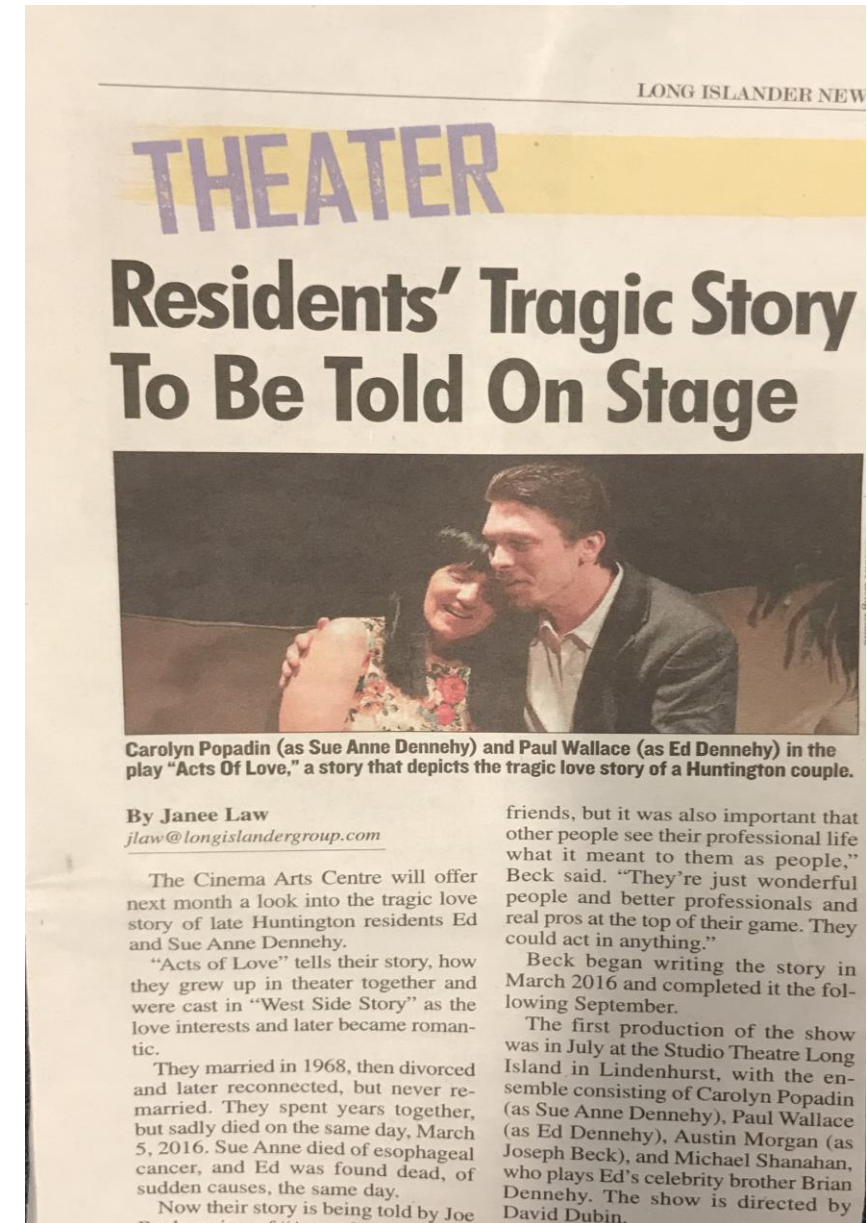 LONG ISLANDER NEW
THEATER
Residents' Tragic Story
To Be Told On Stage
Carolyn Popadin (as Sue Anne Dennehy) and Paul Wallace (as Ed Dennehy) in the
play "Acts Of Love," a story that depicts the tragic love story of a Huntington couple.
By Janee Law
jlaw@longislandergroup.com
The Cinema Arts Centre will offer
next month a look into the tragic love
story of late Huntington residents Ed
and Sue Anne Dennehy.
"Acts of Love" tells their story, how
they grew up in theater together and
were cast in "West Side Story" as the
love interests and later became roman-
tic.
They married in 1968, then divorced
and later reconnected, but never re-
married. They spent years together,
but sadly died on the same day, March
5, 2016. Sue Anne died of esophageal
cancer, and Ed was found dead, of
sudden causes, the same day.
Now their story is being told by Joe
friends, but it was also important that
other people see their professional life
what it meant to them as people,"
Beck said. "They're just wonderful
people and better professionals and
real pros at the top of their game. They
could act in anything."
Beck began writing the story in
March 2016 and completed it the fol-
lowing September.
The first production of the show
was in July at the Studio Theatre Long
Island in Lindenhurst, with the en-
semble consisting of Carolyn Popadin
(as Sue Anne Dennehy), Paul Wallace
(as Ed Dennehy), Austin Morgan (as
Joseph Beck), and Michael Shanahan,
who plays Ed's celebrity brother Brian
Dennehy. The show is directed by
David Dubin.